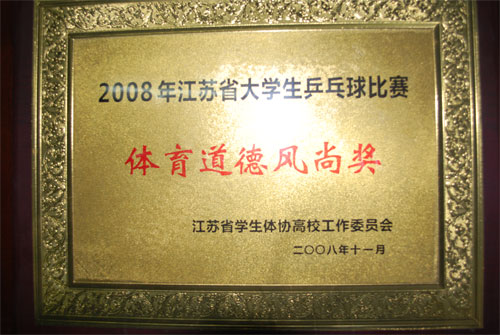 2008年江苏省大学生乒乓球比赛
体育道德风尚奖
江苏省学生体协高校工作委员会
二〇〇八年十一月